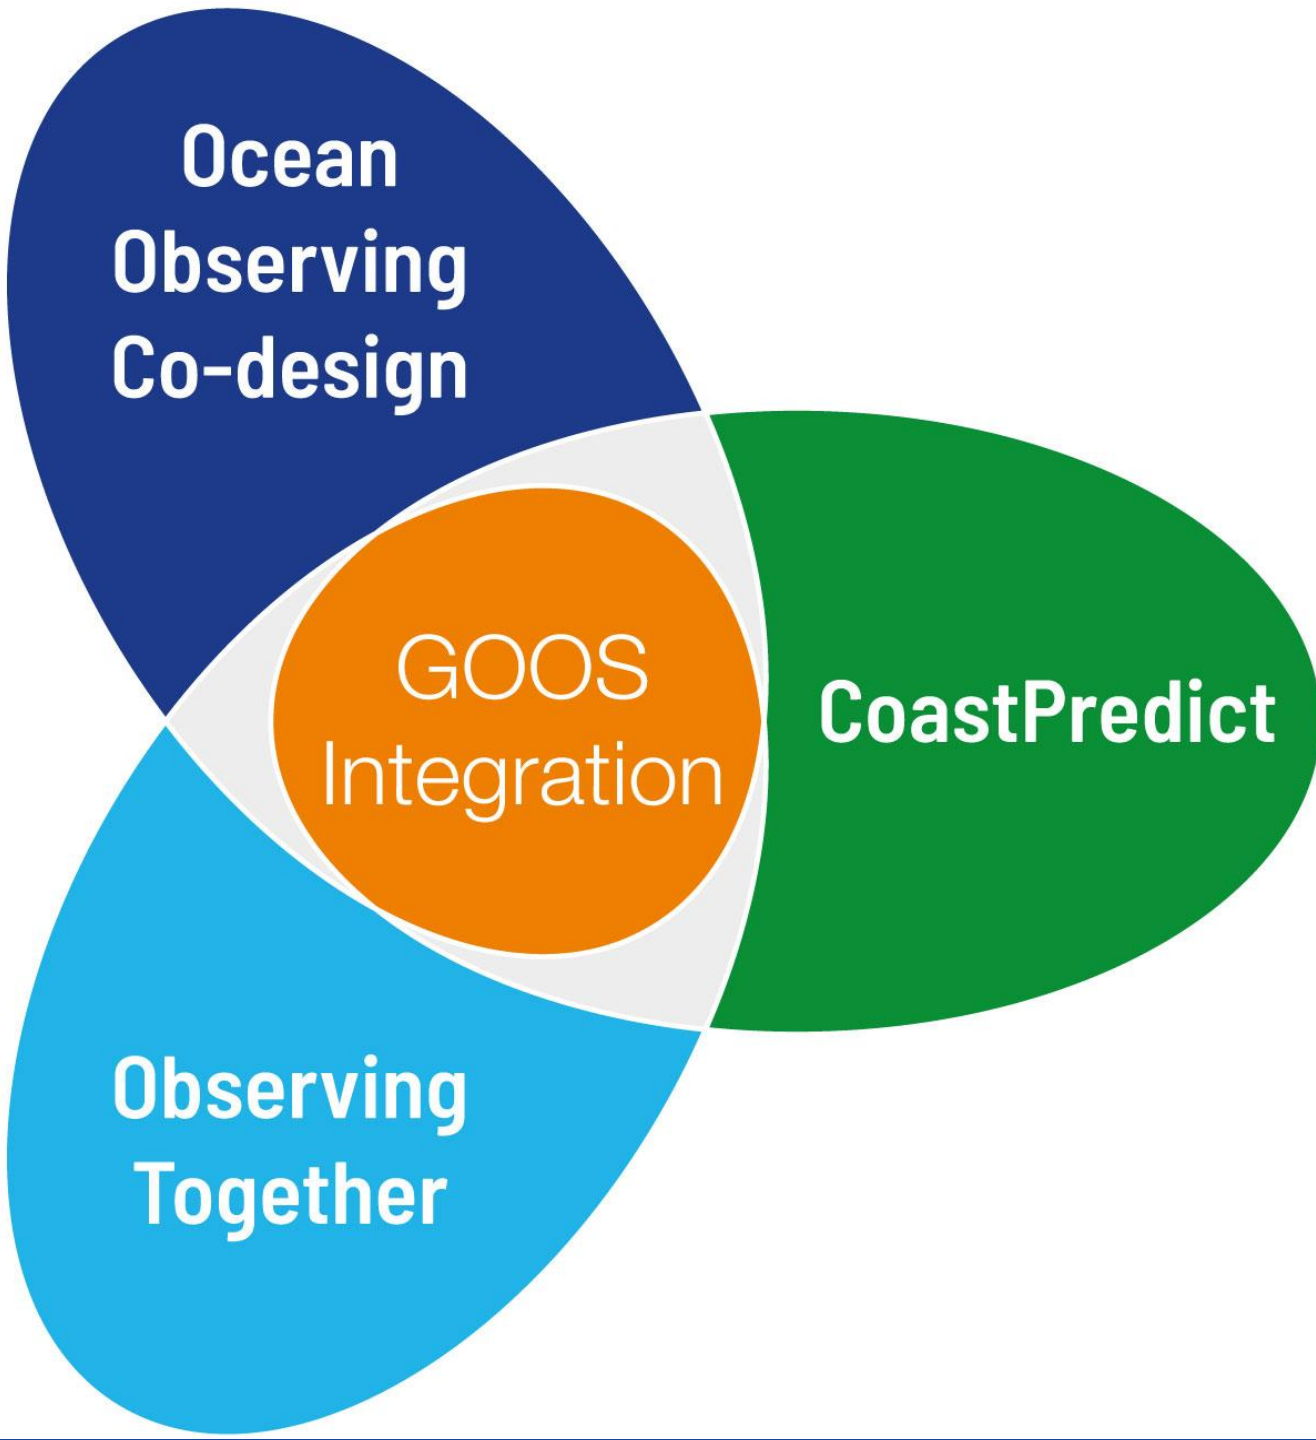 Ocean
Observing
Co-design
GOOS
Integration
CoastPredict
Observing
Together